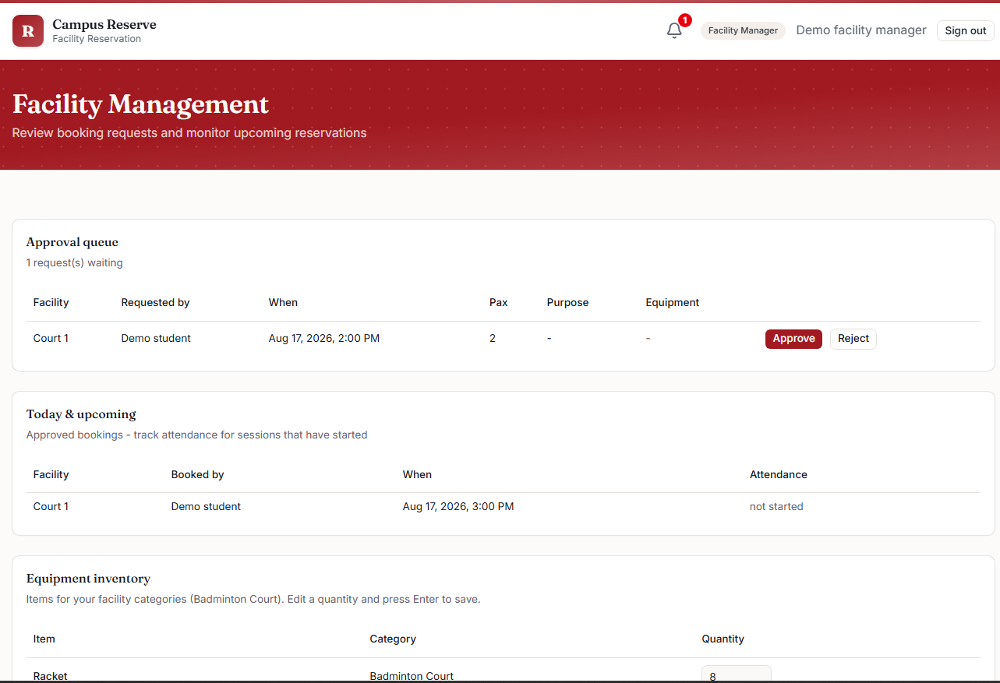 R
Campus Reserve
Facility Reservation
1
Facility Manager
Demo facility manager
Sign out
Facility Management
Review booking requests and monitor upcoming reservations
Approval queue
1 request(s) waiting
Facility Requested by When Pax Purpose Equipment
Court 1 Demo student Aug 17, 2026, 2:00 PM 2 - - Approve Reject
Today & upcoming
Approved bookings - track attendance for sessions that have started
Facility Booked by When Attendance
Court 1 Demo student Aug 17, 2026, 3:00 PM not started
Equipment inventory
Items for your facility categories (Badminton Court). Edit a quantity and press Enter to save.
Item Category Quantity
Racket Badminton Court 8